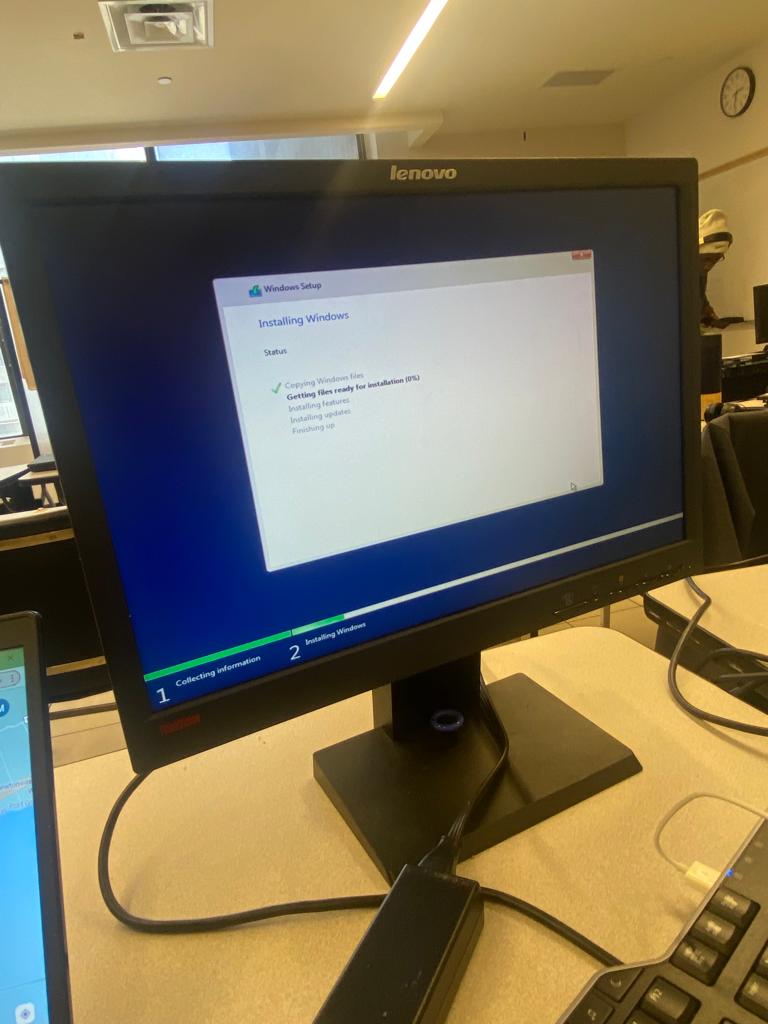 lenovo
Windows Setup
Installing Windows
Status
Copying Windows files
Getting files ready for installation (0%)
Installing features
Installing updates
Finishing up
1 Collecting information
2 Installing Windows